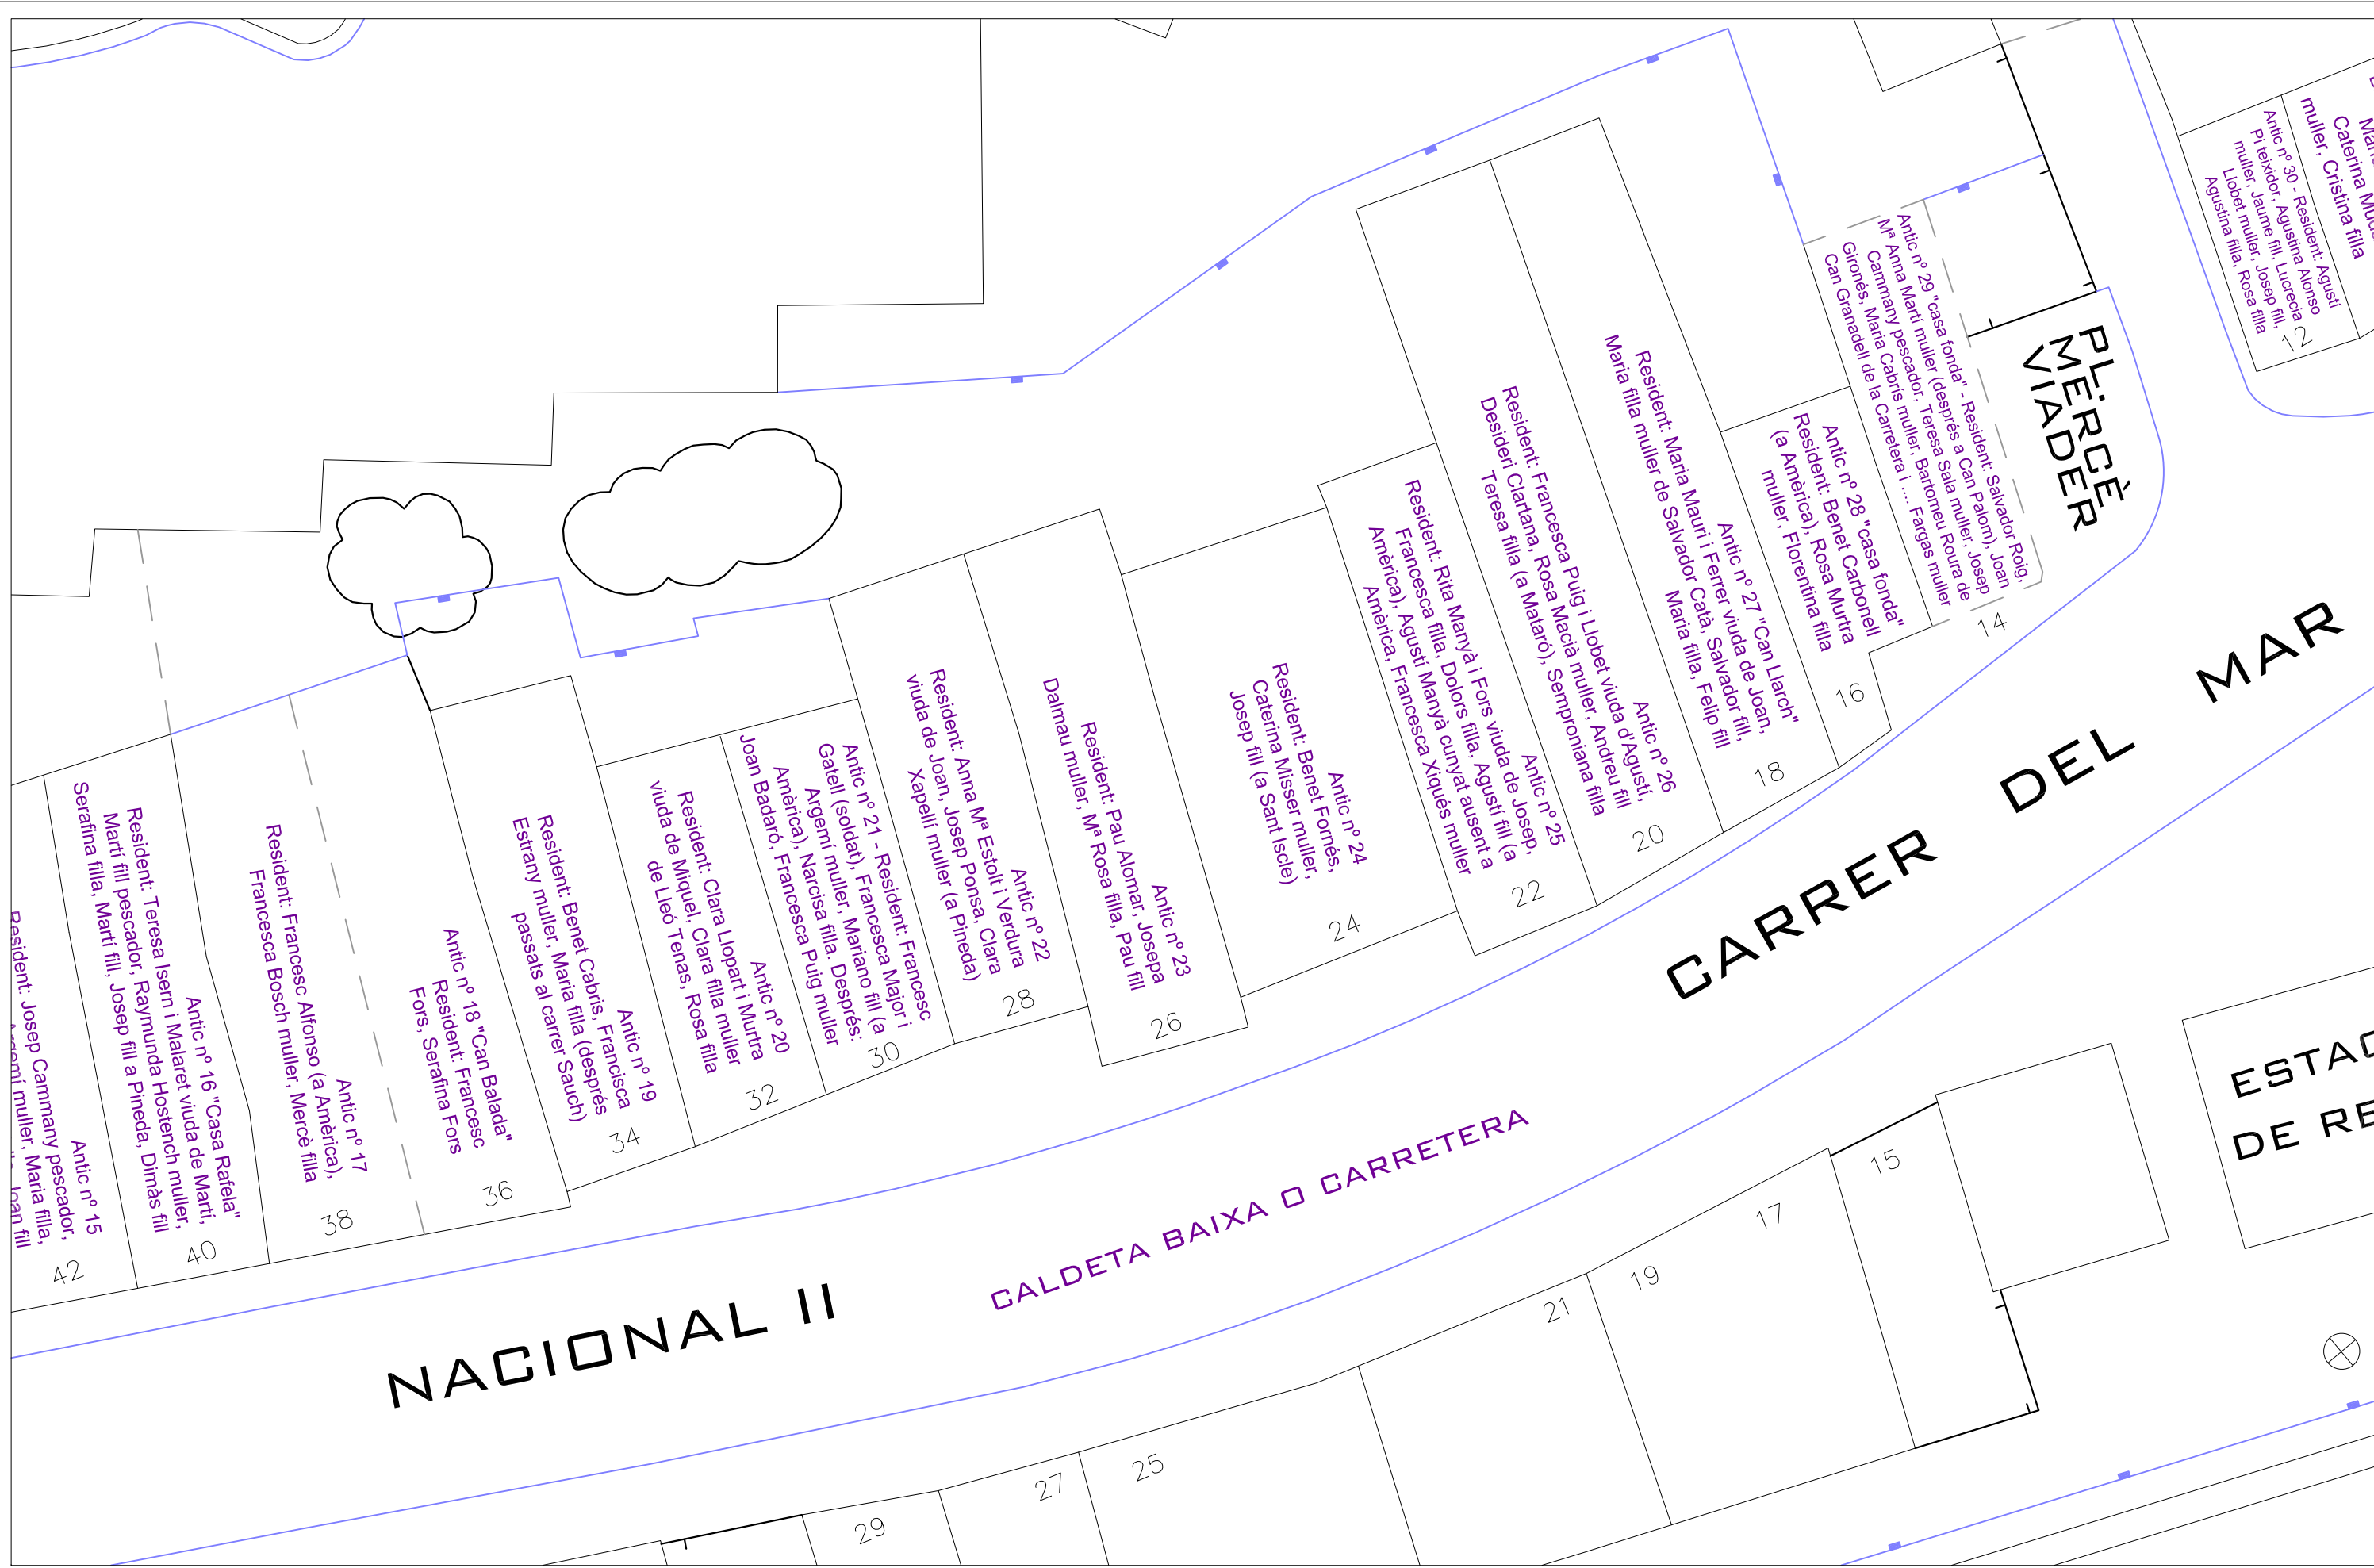 Resident: Josep Cammany pescador,
muller, Maria filla,
Joan fill
Antic nº 15
42
Antic nº 16 "Casa Rafela"
Resident: Teresa Isern i Malaret viuda de Martí,
Martí fill pescador, Raymunda Hostench muller,
Serafina filla, Martí fill, Josep fill a Pineda, Dimàs fill
40
Antic nº 17
Resident: Francesc Alfonso (a Amèrica),
Francesca Bosch muller, Mercè filla
38
Antic nº 18 "Can Balada"
Resident: Francesc
Fors, Serafina Fors
36
Antic nº 19
Resident: Benet Cabris, Francisca
Estrany muller, Maria filla (després
passats al carrer Sauch)
34
Antic nº 20
Resident: Clara Llopart i Murtra
viuda de Miquel, Clara filla muller
de Lleó Tenas, Rosa filla
32
Antic nº 21 - Resident: Francesc
Gatell (soldat), Francesca Major i
Argemí muller, Mariano fill (a
Amèrica), Narcisa filla. Després:
Joan Badaró, Francesca Puig muller
30
Antic nº 22
Resident: Anna Mª Estolt i Verdura
viuda de Joan, Josep Ponsa, Clara
Xapellí muller (a Pineda)
28
Antic nº 23
Resident: Pau Alomar, Josepa
Dalmau muller, Mª Rosa filla, Pau fill
26
Antic nº 24
Resident: Benet Fornés,
Caterina Misser muller,
Josep fill (a Sant Iscle)
24
Antic nº 25
Resident: Rita Manyà i Fors viuda de Josep,
Francesca filla, Dolors filla, Agustí fill (a
Amèrica), Agustí Manyà cunyat ausent a
Amèrica, Francesca Xiqués muller
22
Antic nº 26
Resident: Francesca Puig i Llobet viuda d'Agustí,
Desideri Clartana, Rosa Macià muller, Andreu fill
Teresa filla (a Mataró), Semproniana filla
20
Antic nº 27 "Can Llarch"
Resident: Maria Mauri i Ferrer viuda de Joan,
Maria filla muller de Salvador Catà, Salvador fill,
Maria filla, Felip fill
18
Antic nº 28 "casa fonda"
Resident: Benet Carbonell
(a Amèrica), Rosa Murtra
muller, Florentina filla
16
Antic nº 29 "casa fonda" - Resident: Salvador Roig,
Mª Anna Martí muller (després a Can Palom), Joan
Cammany pescador, Teresa Sala muller, Josep
Gironés, Maria Cabrís muller, Bartomeu Roura de
Can Granadell de la Carretera i .... Fargas muller
14
PL. MERCÈ
VIADER
Antic nº 30 - Resident: Agustí
Pi teixidor, Agustina Alonso
muller, Jaume fill, Lucrecia
Llobet muller, Josep fill,
Agustina filla, Rosa filla
12
Caterina
muller, Cristina filla
CARRER DEL MAR
NACIONAL II
CALDETA BAIXA O CARRETERA
ESTAC
DE RE
15
17
19
21
25
27
29